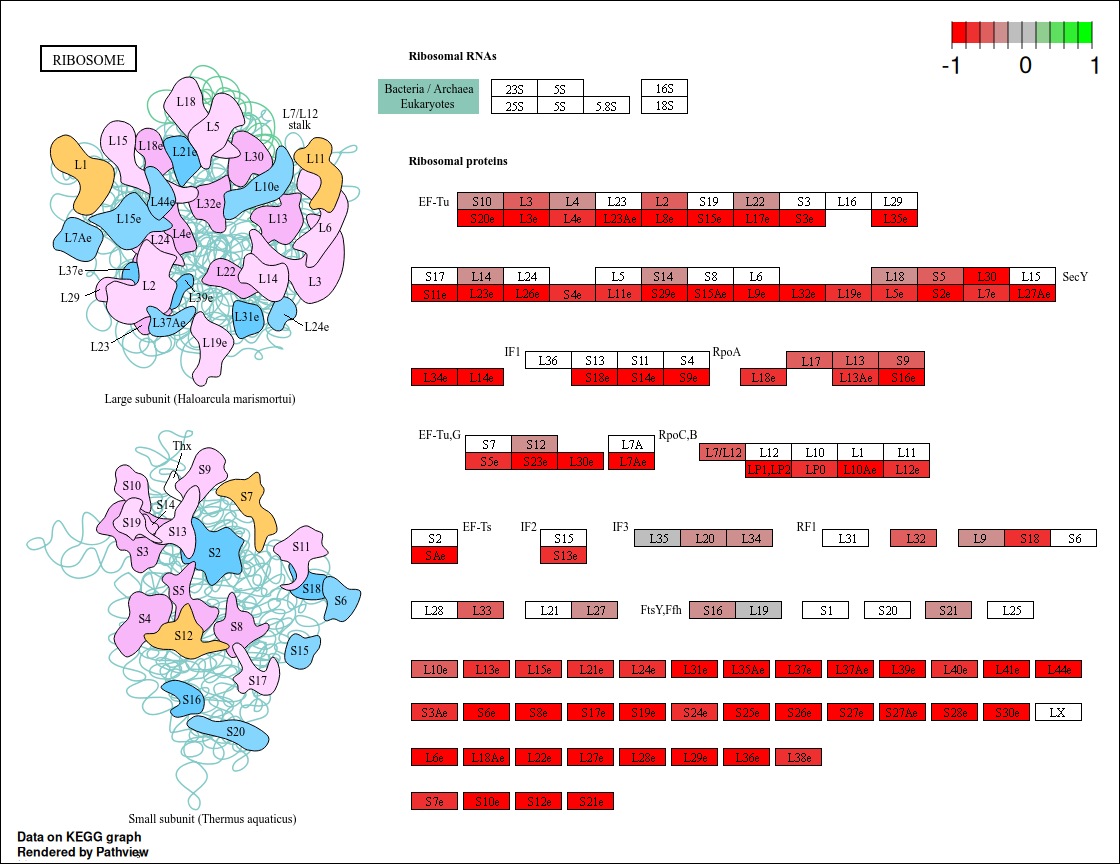 RIBOSOME
Ribosomal RNAs
-1 0 1
Bacteria / Archaea 23S 5S 16S
Eukaryotes 25S 5S 5.8S 18S
Ribosomal proteins
EF-Tu S10 L3 L4 L23 L2 S19 L22 S3 L16 L29
S20e L3e L4e L23Ae L8e S15e L17e S3e L35e
S17 L14 L24 L5 S14 S8 L6 L18 S5 L30 L15 SecY
S11e L23e L26e S4e L11e S29e S15Ae L9e L32e L19e L5e S2e L7e L27Ae
IF1 L36 S13 S11 S4 RpoA L17 L13 S9
L34e L14e S18e S14e S9e L18e L13Ae S16e
EF-Tu,G S7 S12 L7A RpoC,B L7/L12 L12 L10 L1 L11
S5e S23e L30e L7Ae LP1,LP2 LP0 L10Ae L12e
S2 EF-Ts IF2 S15 IF3 L35 L20 L34 RF1 L31 L32 L9 S18 S6
SAe S13e
L28 L33 L21 L27 FtsY,Ffh S16 L19 S1 S20 S21 L25
L10e L13e L15e L21e L24e L31e L35Ae L37e L37Ae L39e L40e L41e L44e
S3Ae S6e S8e S17e S19e S24e S25e S26e S27e S27Ae S28e S30e LX
L6e L18Ae L22e L27e L28e L29e L36e L38e
S7e S10e S12e S21e
L18
L5
L7/L12
stalk
L15
L18e
L21e
L30
L11
L1
L10e
L44e
L32e
L15e
L13
L6
L7Ae
L24
L4e
L37e
L22
L14
L3
L2
L29
L39e
L37Ae
L31e
L24e
L23
L19e
Large subunit (Haloarcula marismortui)
Thx
S9
S10
S7
S14
S19
S13
S3
S2
S11
S5
S18
S6
S4
S12
S8
S15
S17
S16
S20
Small subunit (Thermus aquaticus)
Data on KEGG graph
Rendered by Pathview